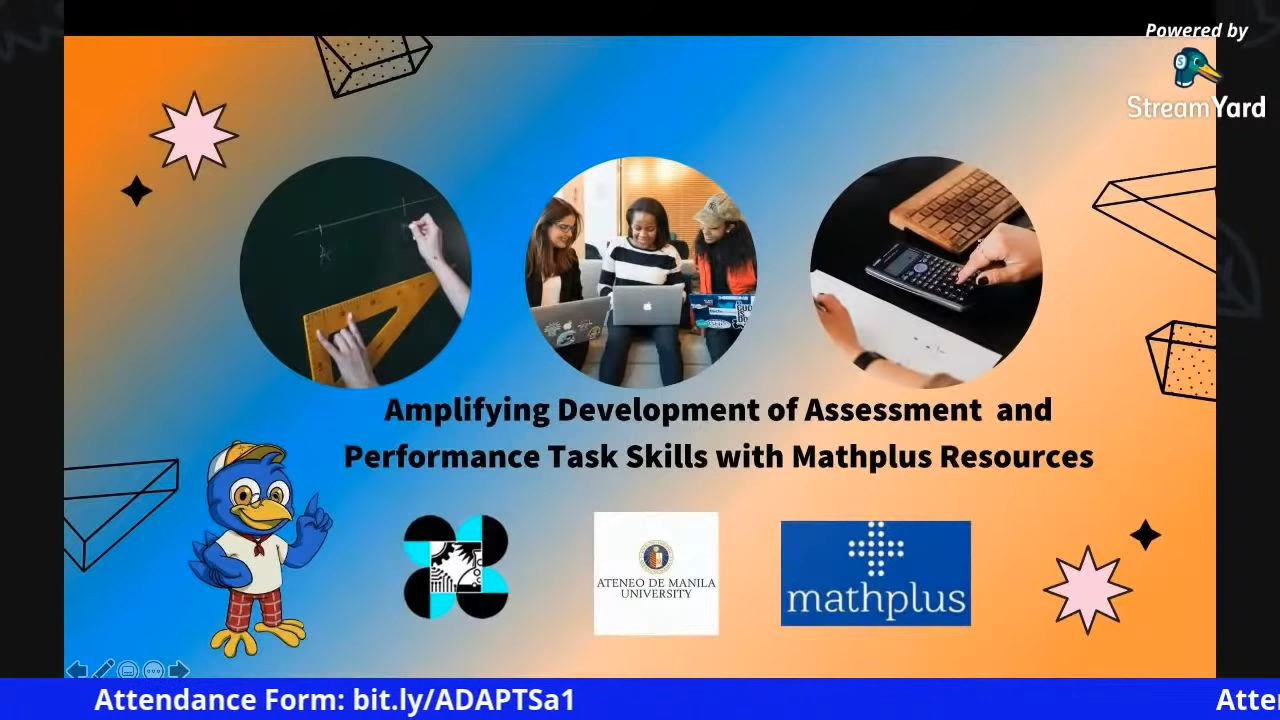 Powered by
StreamYard
Amplifying Development of Assessment and
Performance Task Skills with Mathplus Resources
ATENEO DE MANILA
UNIVERSITY
mathplus
Attendance Form: bit.ly/ADAPTSa1
Atte